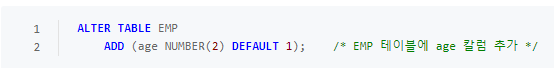 1 ALTER TABLE EMP
2 ADD (age NUMBER(2) DEFAULT 1); /* EMP 테이블에 age 칼럼 추가 */